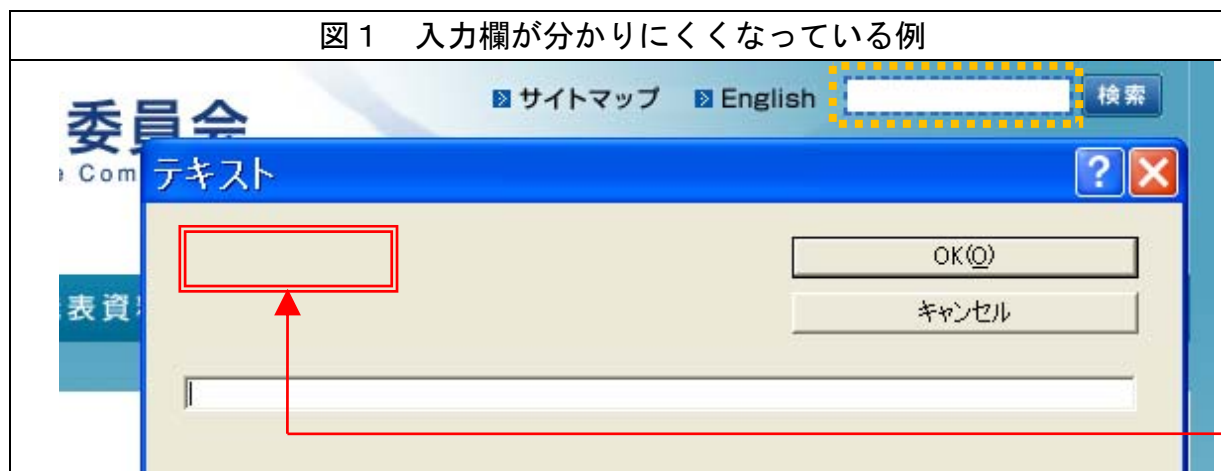 図1 入力欄が分かりにくくなっている例
サイトマップ English 検索
委員会
Com
テキスト
OK(O)
表資
キャンセル